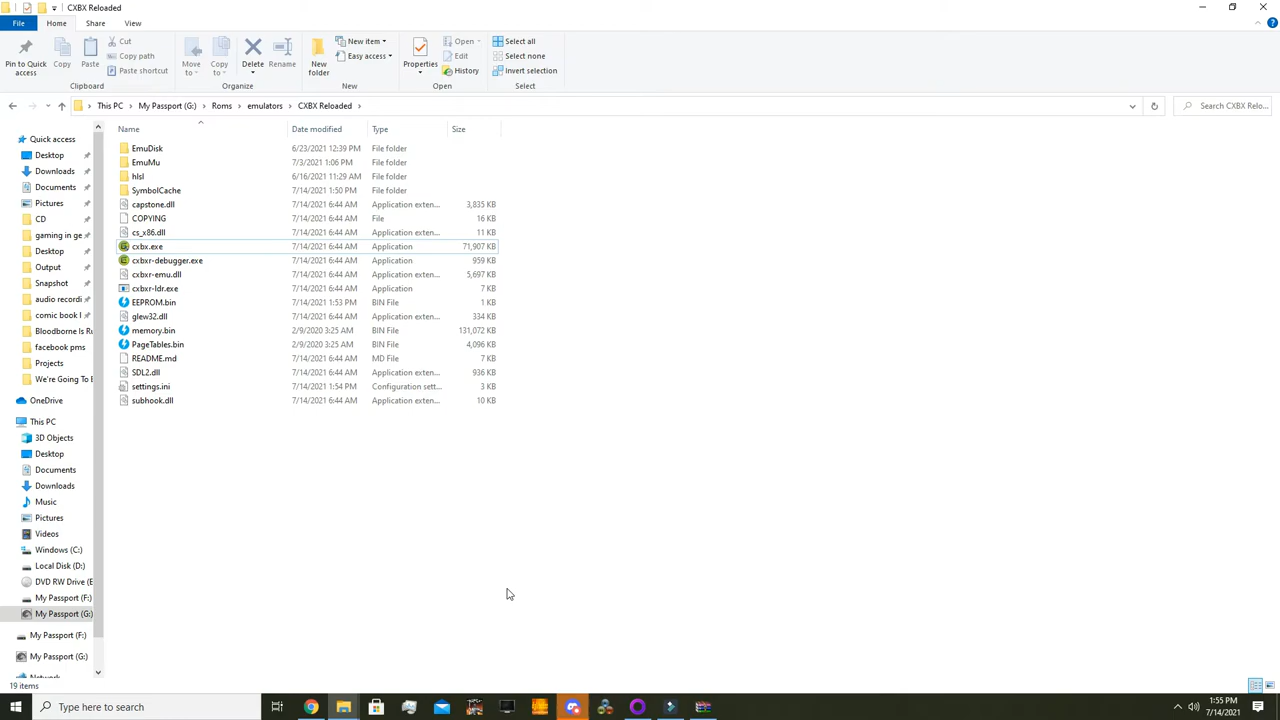 CXBX Reloaded
File Home Share View
Pin to Quick access
Copy
Paste
Cut
Copy path
Paste shortcut
Clipboard
Move to
Copy to
Delete
Rename
Organize
New folder
New item
Easy access
New
Properties
Open
Edit
History
Open
Select all
Select none
Invert selection
Select
This PC My Passport (G:) Roms emulators CXBX Reloaded
Search CXBX Relo...
Name Date modified Type Size
EmuDisk 6/23/2021 12:39 PM File folder
EmuMu 7/3/2021 1:06 PM File folder
hlsl 6/16/2021 11:29 AM File folder
SymbolCache 7/14/2021 1:50 PM File folder
capstone.dll 7/14/2021 6:44 AM Application exten... 3,835 KB
COPYING 7/14/2021 6:44 AM File 16 KB
cs_x86.dll 7/14/2021 6:44 AM Application exten... 11 KB
cxbx.exe 7/14/2021 6:44 AM Application 71,907 KB
cxbxr-debugger.exe 7/14/2021 6:44 AM Application 959 KB
cxbxr-emu.dll 7/14/2021 6:44 AM Application exten... 5,697 KB
cxbxr-ldr.exe 7/14/2021 6:44 AM Application 7 KB
EEPROM.bin 7/14/2021 1:53 PM BIN File 1 KB
glew32.dll 7/14/2021 6:44 AM Application exten... 334 KB
memory.bin 2/9/2020 3:25 AM BIN File 131,072 KB
PageTables.bin 2/9/2020 3:25 AM BIN File 4,096 KB
README.md 7/14/2021 6:44 AM MD File 7 KB
SDL2.dll 7/14/2021 6:44 AM Application exten... 936 KB
settings.ini 7/14/2021 1:54 PM Configuration sett... 3 KB
subhook.dll 7/14/2021 6:44 AM Application exten... 10 KB
Quick access
Desktop
Downloads
Documents
Pictures
CD
gaming in ge
Desktop
Output
Snapshot
audio recordi
comic book l
Bloodborne Is Ru
facebook pms
Projects
We're Going To E
OneDrive
This PC
3D Objects
Desktop
Documents
Downloads
Music
Pictures
Videos
Windows (C:)
Local Disk (D:)
DVD RW Drive (E
My Passport (F:)
My Passport (G:)
My Passport (F:)
My Passport (G:)
19 items
Type here to search
1:55 PM
7/14/2021